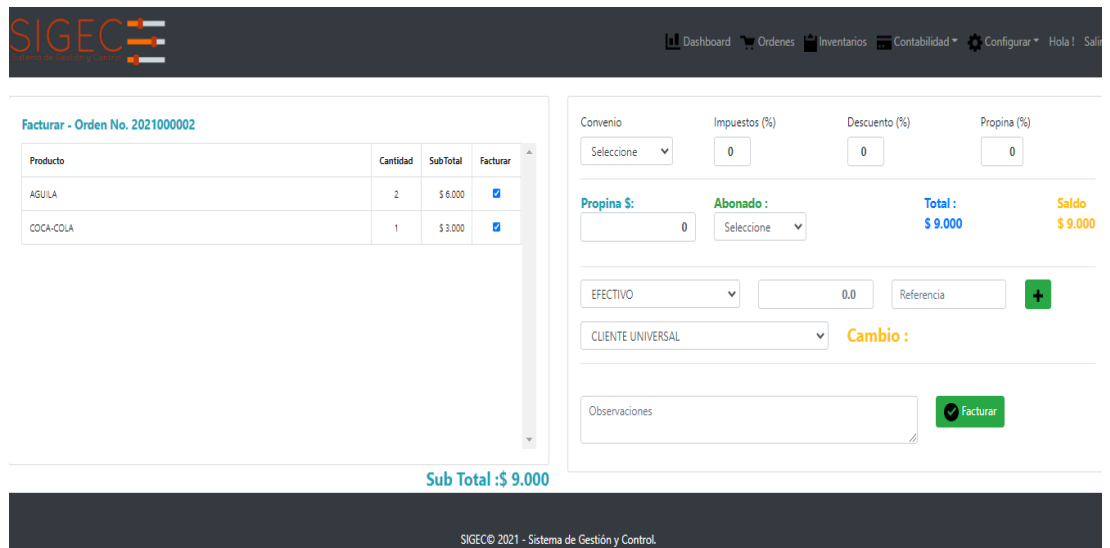 SIGEC
Sistema de Gestión y Control
Dashboard Ordenes Inventarios Contabilidad Configurar Hola ! Salir
Facturar - Orden No. 2021000002
Producto Cantidad SubTotal Facturar
AGUILA 2 $ 6.000
COCA-COLA 1 $ 3.000
Sub Total :$ 9.000
Convenio Impuestos (%) Descuento (%) Propina (%)
Seleccione 0 0 0
Propina $: Abonado : Total : Saldo
0 Seleccione $ 9.000 $ 9.000
EFECTIVO 0.0 Referencia
CLIENTE UNIVERSAL Cambio :
Observaciones Facturar
SIGEC© 2021 - Sistema de Gestión y Control.